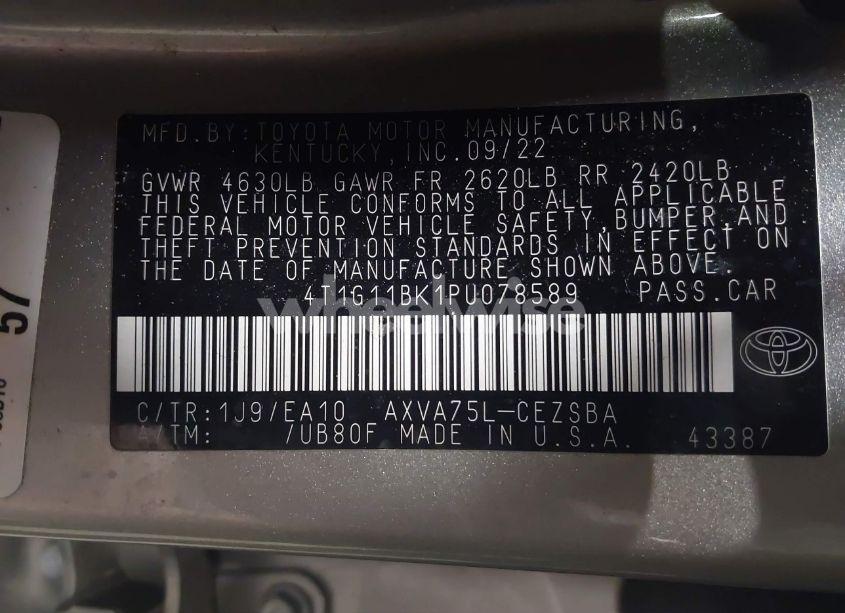 MFD.BY:TOYOTA MOTOR MANUFACTURING,
KENTUCKY,INC.09/22
GVWR 4630LB GAWR FR 2620LB RR 2420LB
THIS VEHICLE CONFORMS TO ALL APPLICABLE
FEDERAL MOTOR VEHICLE SAFETY,BUMPER,AND
THEFT PREVENTION STANDARDS IN EFFECT ON
THE DATE OF MANUFACTURE SHOWN ABOVE.
4T1G11BK1PU078589 PASS.CAR
wheelwise
C/TR:1J9/EA10 AXVA75L-CEZSBA
A/TM: /UB80F MADE IN U.S.A. 43387
57